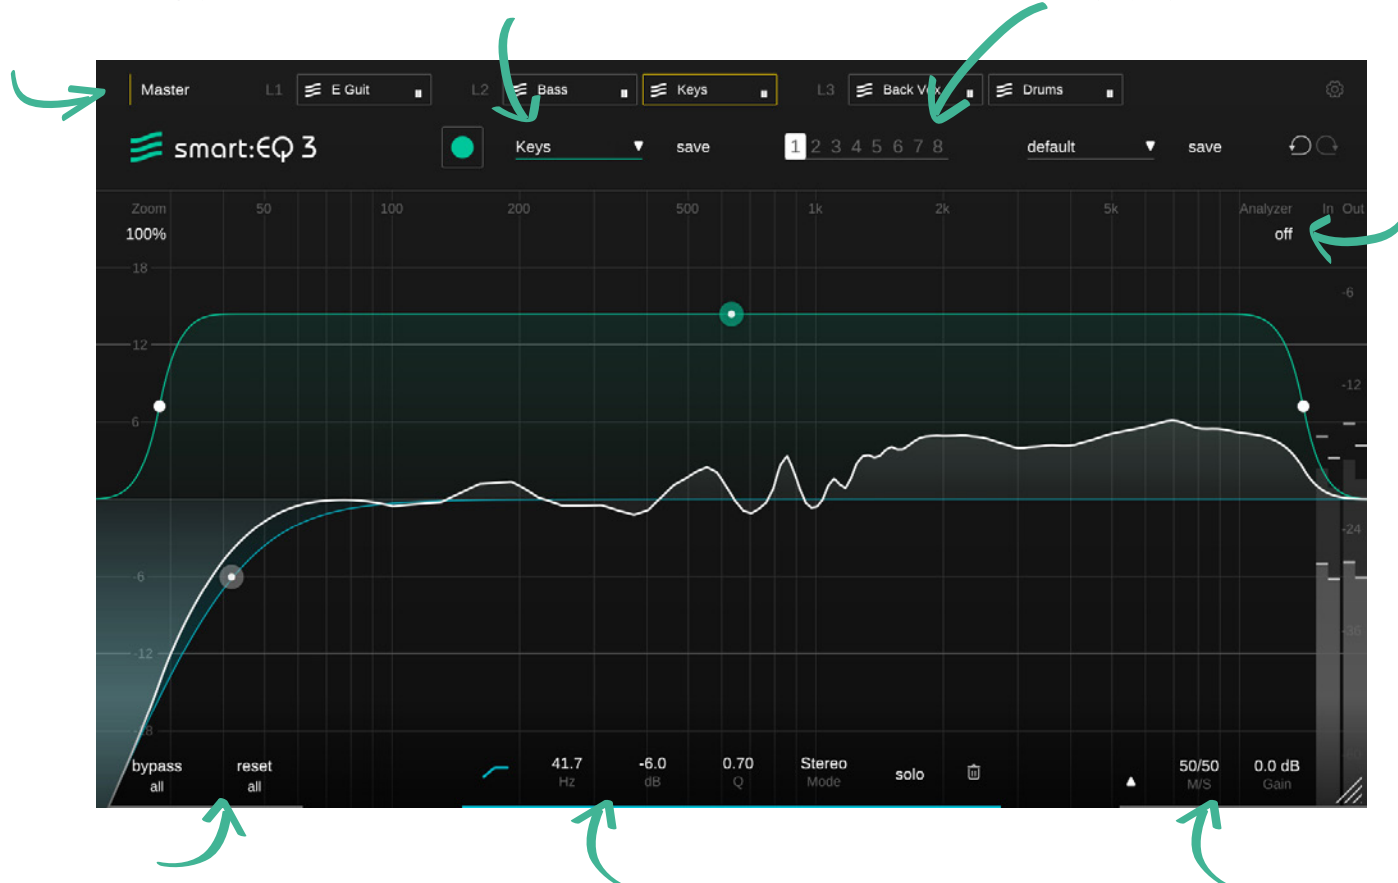 Master L1 E Guit L2 Bass Keys L3 Back Vox Drums
smart:EQ 3 Keys save 1 2 3 4 5 6 7 8 default save
Zoom 50 100 200 500 1k 2k 5k Analyzer In Out
100% off
18
-6
12
-12
6
-24
-6
-36
-12
-18
bypass all
reset all
41.7 Hz
-6.0 dB
0.70 Q
Stereo Mode
solo
50/50 M/S
0.0 dB Gain